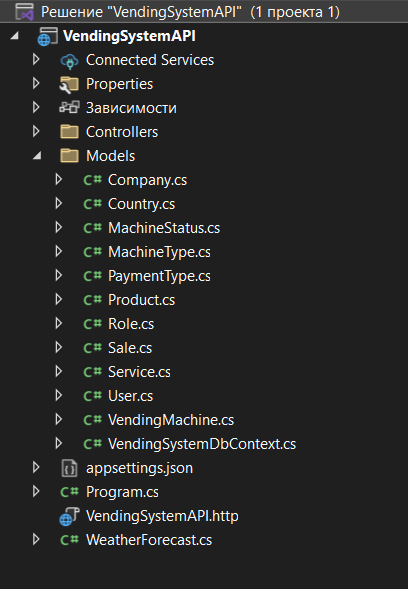 Решение "VendingSystemAPI" (1 проекта 1)
VendingSystemAPI
Connected Services
Properties
Зависимости
Controllers
Models
C# Company.cs
C# Country.cs
C# MachineStatus.cs
C# MachineType.cs
C# PaymentType.cs
C# Product.cs
C# Role.cs
C# Sale.cs
C# Service.cs
C# User.cs
C# VendingMachine.cs
C# VendingSystemDbContext.cs
appsettings.json
C# Program.cs
VendingSystemAPI.http
C# WeatherForecast.cs